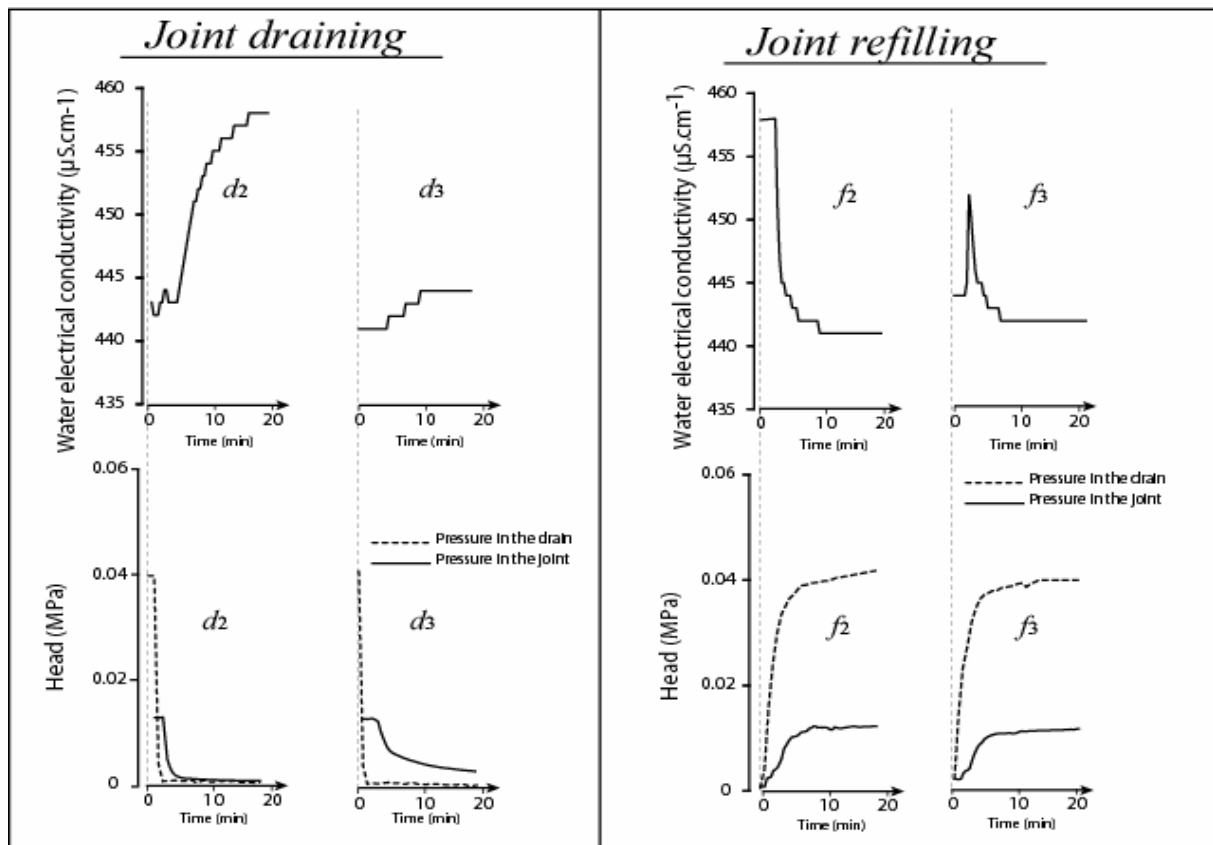 Joint draining
Water electrical conductivity (µS.cm-1)
460
455
450
445
440
435
d2
d3
0
10
20
Time (min)
0
10
20
Time (min)
Head (MPa)
0.06
0.04
0.02
0
Pressure in the drain
Pressure in the joint
d2
d3
0
10
20
Time (min)
0
10
20
Time (min)
Joint refilling
Water electrical conductivity (µS.cm⁻¹)
460
455
450
445
440
435
f2
f3
0
10
20
Time (min)
0
10
20
Time (min)
Head (MPa)
0.06
0.04
0.02
0
Pressure in the drain
Pressure in the joint
f2
f3
0
10
20
Time (min)
0
10
20
Time (min)